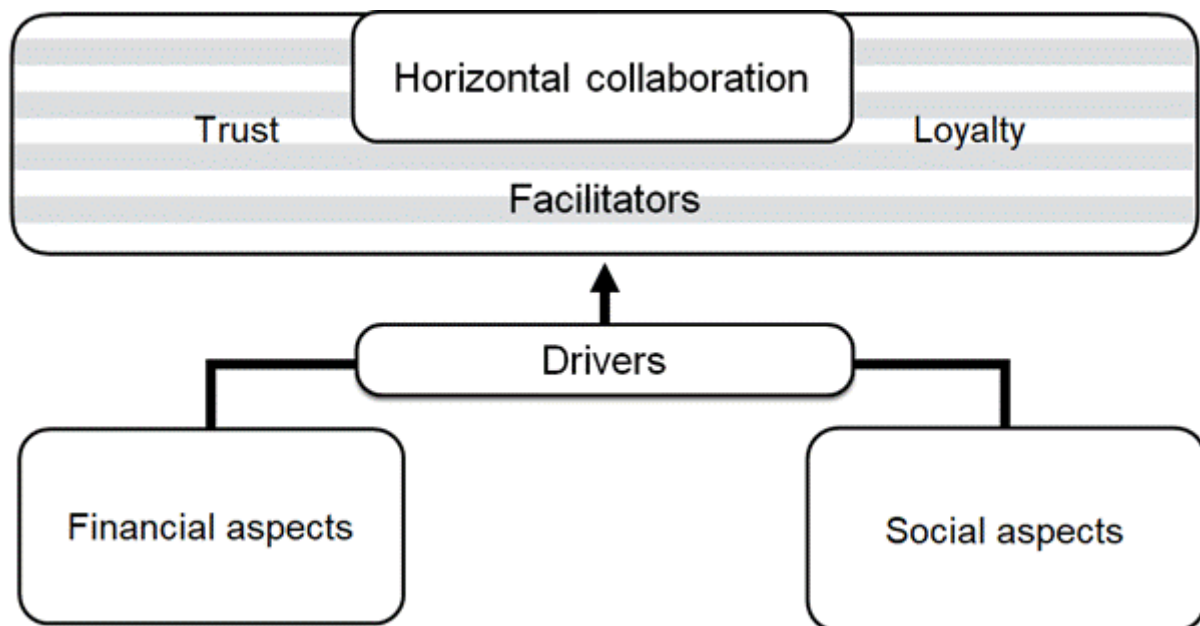 Horizontal collaboration
Trust
Loyalty
Facilitators
Drivers
Financial aspects
Social aspects